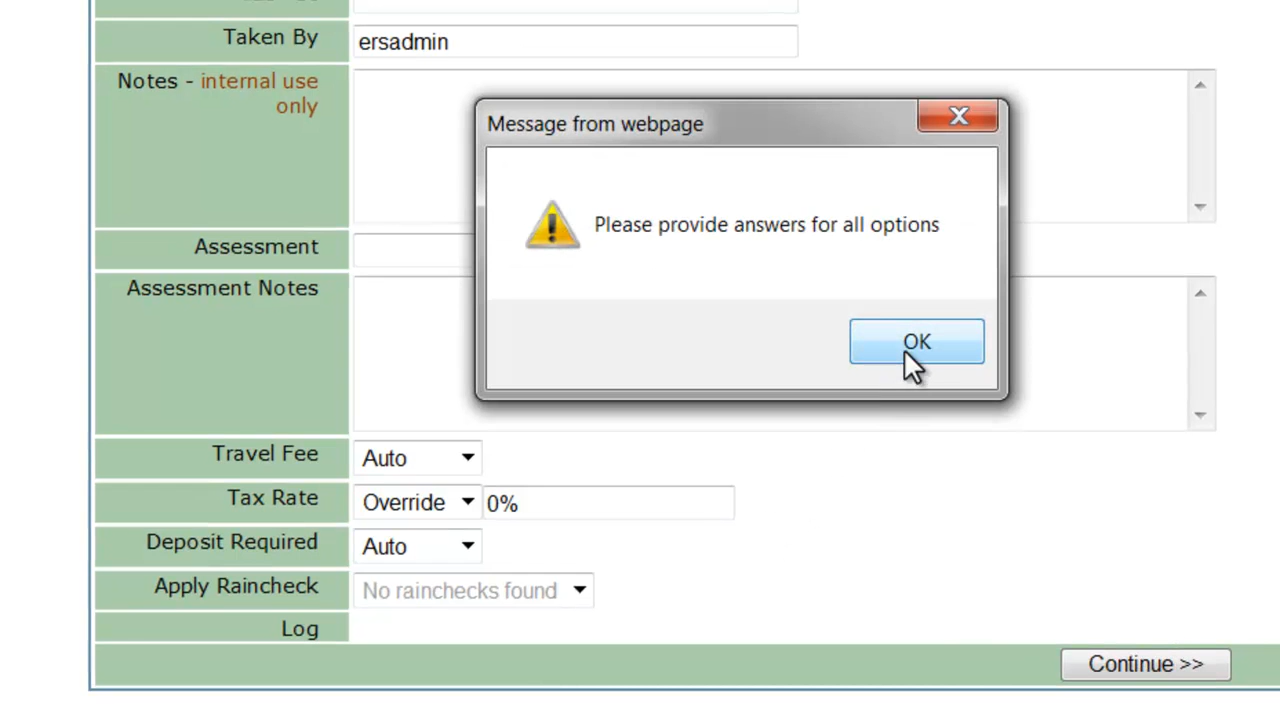 Taken By
ersadmin
Notes - internal use
only
Message from webpage
Please provide answers for all options
OK
Assessment
Assessment Notes
Travel Fee
Auto
Tax Rate
Override
0%
Deposit Required
Auto
Apply Raincheck
No rainchecks found
Log
Continue >>